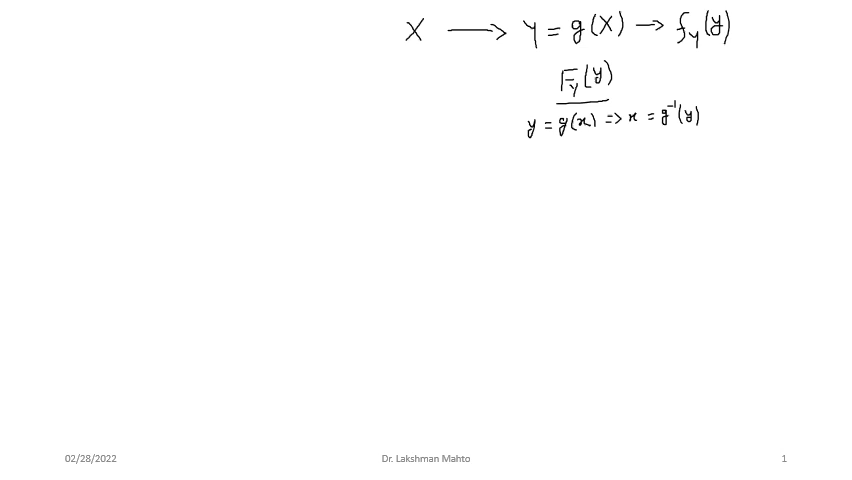 X ⟶ Y = g(X) → f_Y(y)
F_Y(y)
y = g(x) => x = g⁻¹(y)
02/28/2022 Dr. Lakshman Mahto 1